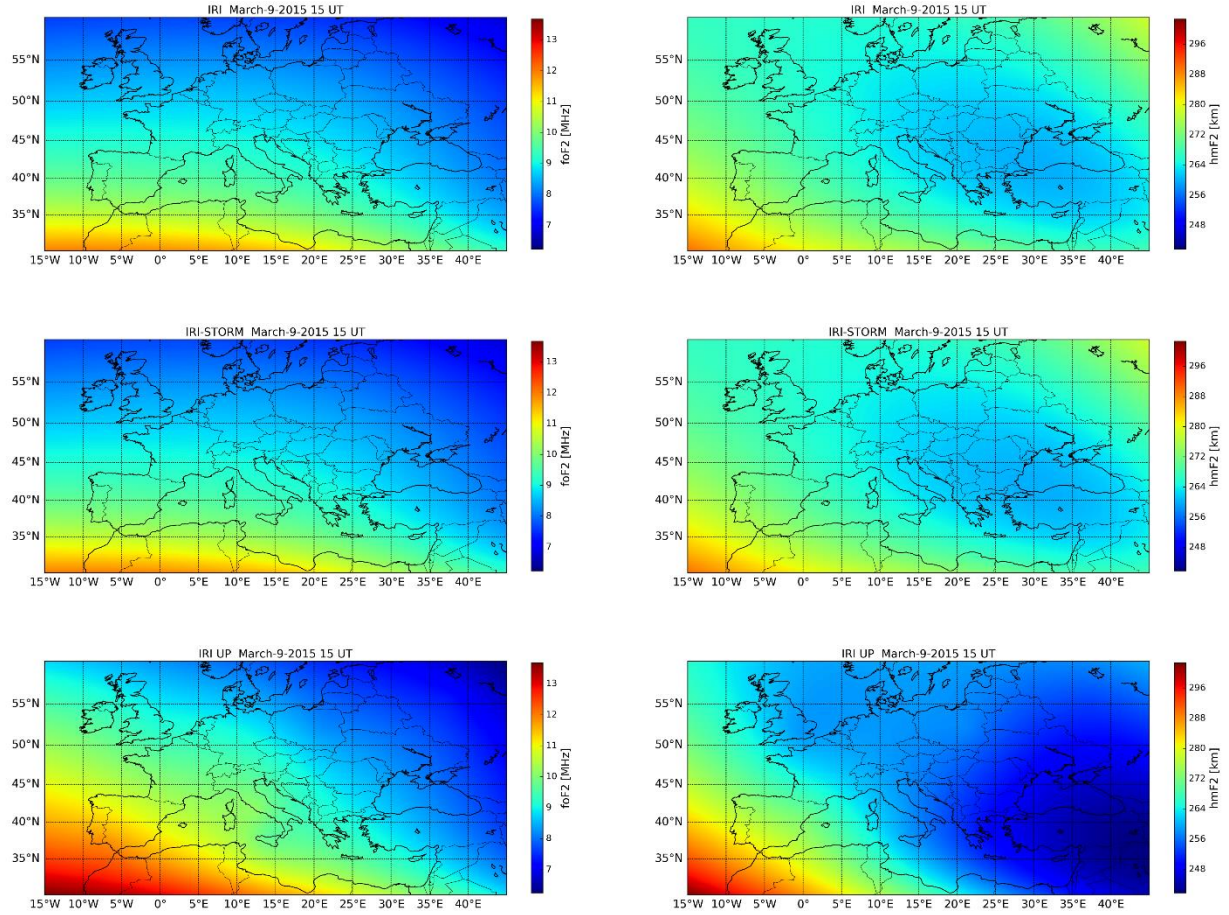 IRI March-9-2015 15 UT
55°N
50°N
45°N
40°N
35°N
15°W 10°W 5°W 0° 5°E 10°E 15°E 20°E 25°E 30°E 35°E 40°E
13
12
11
10
9
8
7
foF2 [MHz]
IRI March-9-2015 15 UT
55°N
50°N
45°N
40°N
35°N
15°W 10°W 5°W 0° 5°E 10°E 15°E 20°E 25°E 30°E 35°E 40°E
296
288
280
272
264
256
248
hmF2 [km]
IRI-STORM March-9-2015 15 UT
55°N
50°N
45°N
40°N
35°N
15°W 10°W 5°W 0° 5°E 10°E 15°E 20°E 25°E 30°E 35°E 40°E
13
12
11
10
9
8
7
foF2 [MHz]
IRI-STORM March-9-2015 15 UT
55°N
50°N
45°N
40°N
35°N
15°W 10°W 5°W 0° 5°E 10°E 15°E 20°E 25°E 30°E 35°E 40°E
296
288
280
272
264
256
248
hmF2 [km]
IRI UP March-9-2015 15 UT
55°N
50°N
45°N
40°N
35°N
15°W 10°W 5°W 0° 5°E 10°E 15°E 20°E 25°E 30°E 35°E 40°E
13
12
11
10
9
8
7
foF2 [MHz]
IRI UP March-9-2015 15 UT
55°N
50°N
45°N
40°N
35°N
15°W 10°W 5°W 0° 5°E 10°E 15°E 20°E 25°E 30°E 35°E 40°E
296
288
280
272
264
256
248
hmF2 [km]